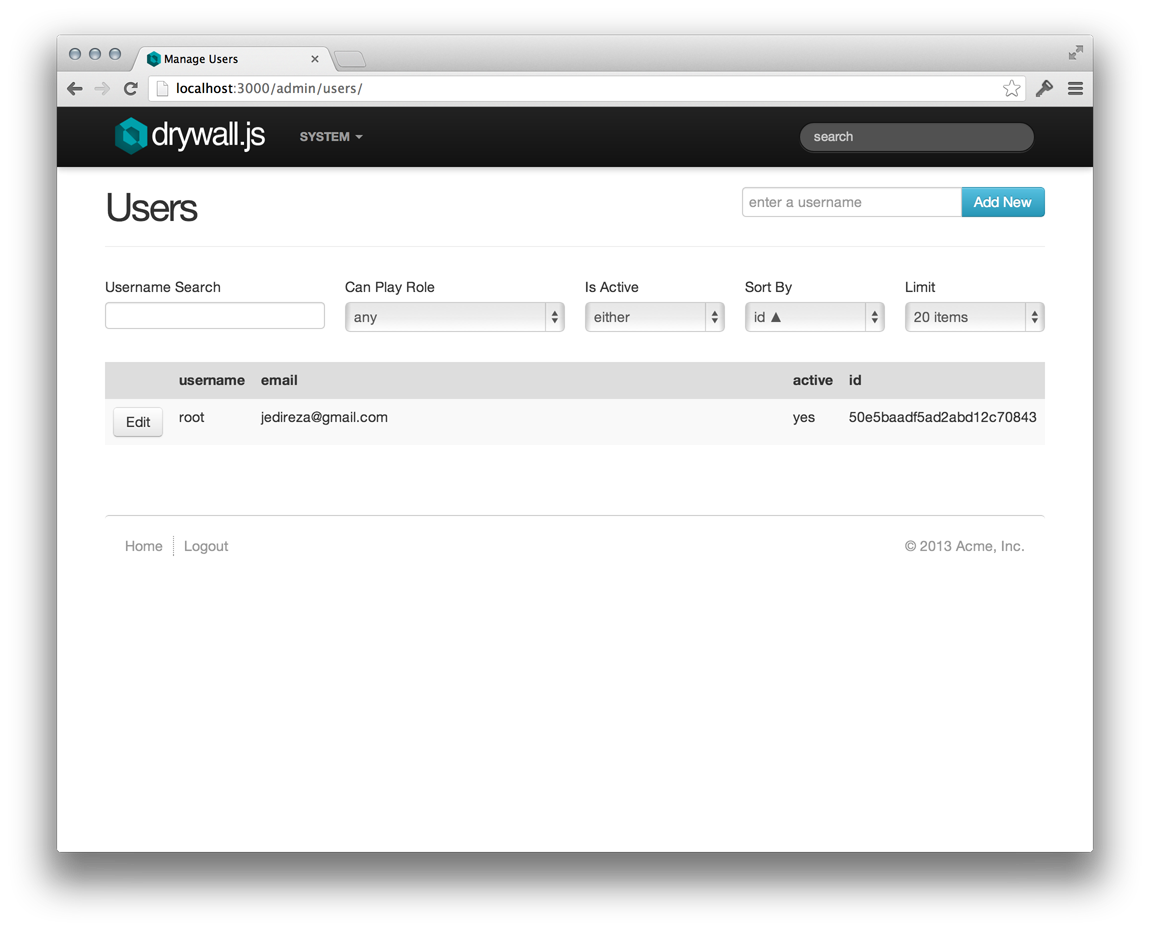 Manage Users
localhost:3000/admin/users/
drywall.js SYSTEM search
Users enter a username Add New
Username Search Can Play Role Is Active Sort By Limit
any either id ▲ 20 items
username email active id
Edit root jedireza@gmail.com yes 50e5baadf5ad2abd12c70843
Home Logout © 2013 Acme, Inc.